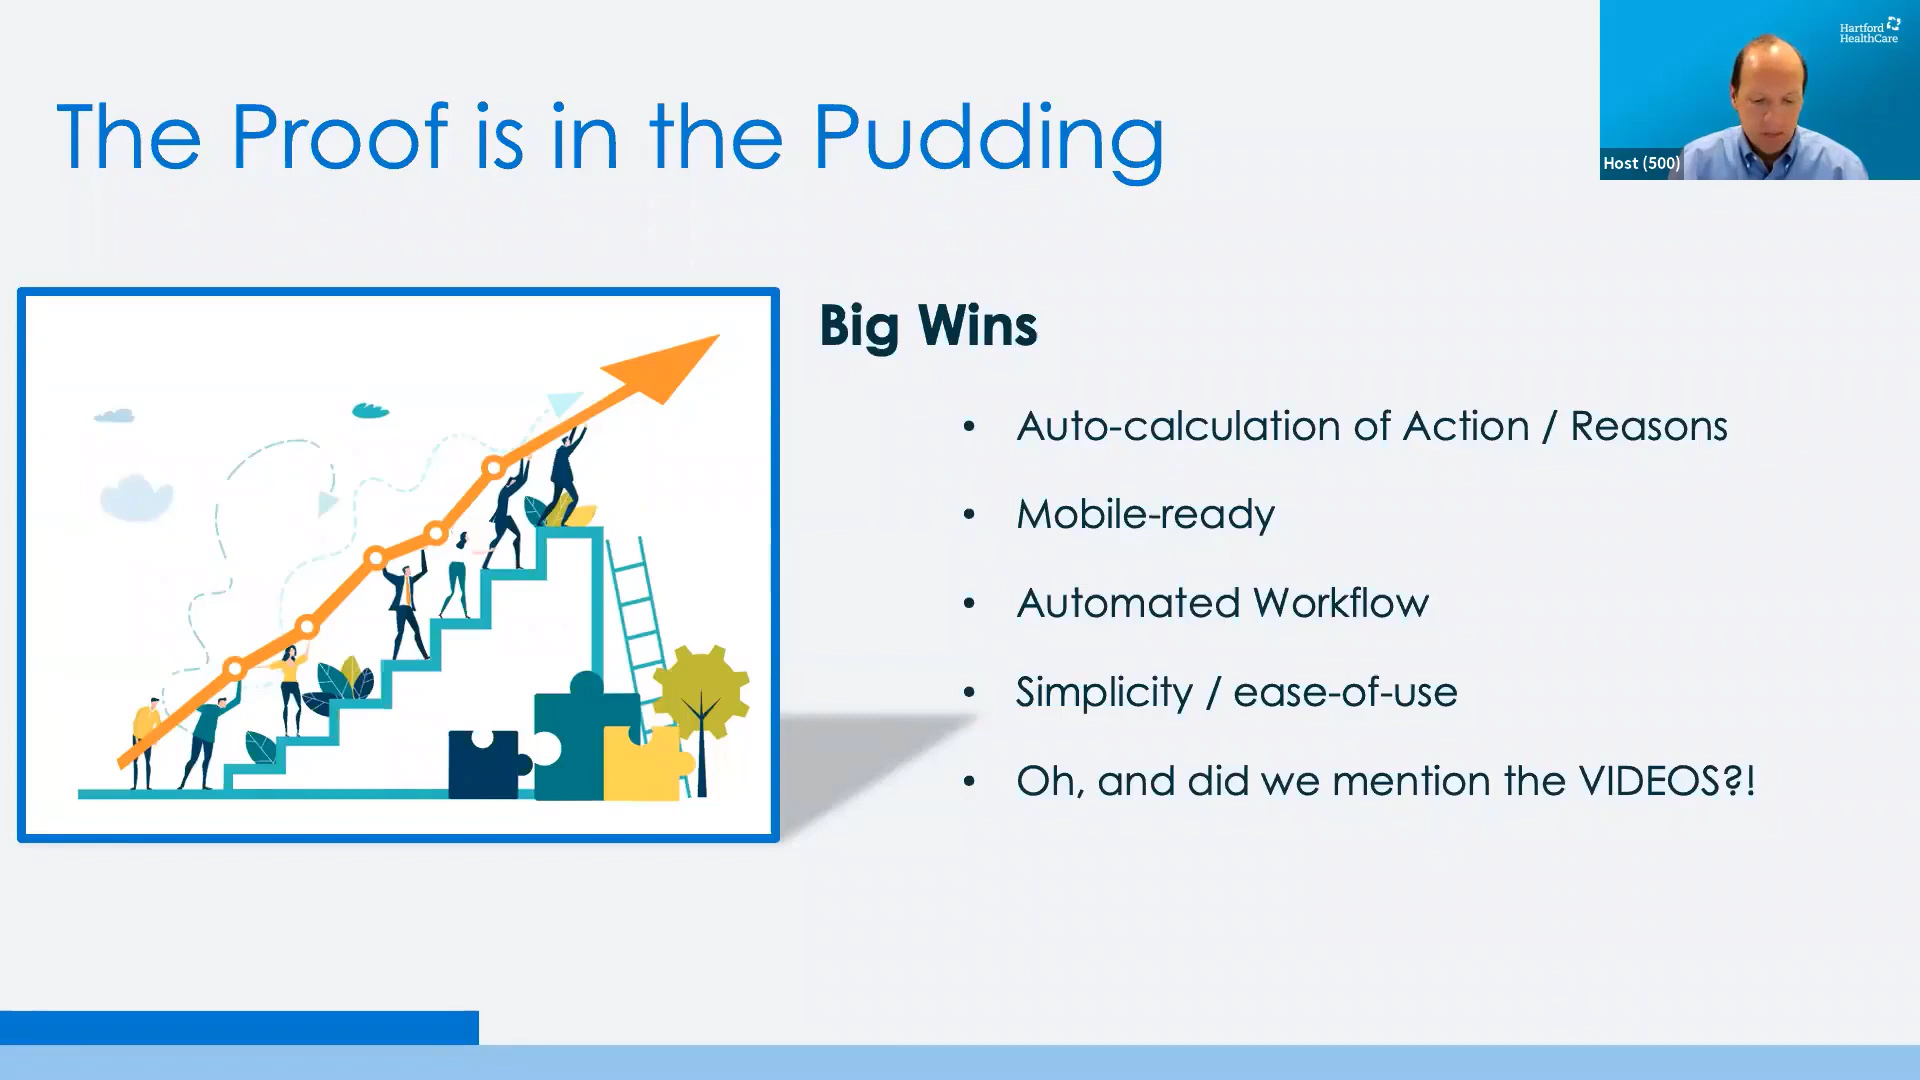 Hartford
HealthCare
The Proof is in the Pudding
Host (500)
Big Wins
• Auto-calculation of Action / Reasons
• Mobile-ready
• Automated Workflow
• Simplicity / ease-of-use
• Oh, and did we mention the VIDEOS?!